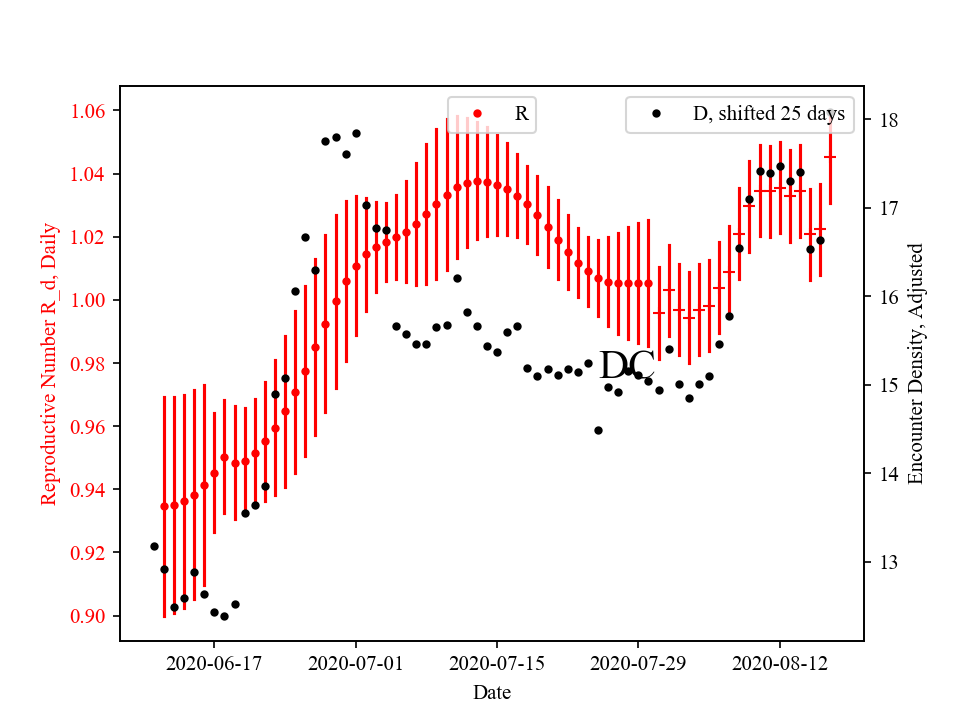 R
D, shifted 25 days
1.06
1.04
1.02
1.00
0.98
0.96
0.94
0.92
0.90
Reproductive Number R_d, Daily
DC
18
17
16
15
14
13
Encounter Density, Adjusted
2020-06-17 2020-07-01 2020-07-15 2020-07-29 2020-08-12
Date